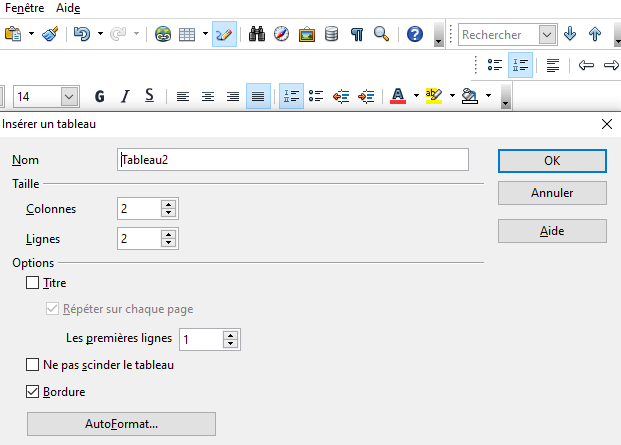 Fenêtre Aide
Rechercher
14 G I S A ab A
Insérer un tableau
Nom Tableau2 OK
Taille Annuler
Colonnes 2
Aide
Lignes 2
Options
Titre
Répéter sur chaque page
Les premières lignes 1
Ne pas scinder le tableau
Bordure
AutoFormat...